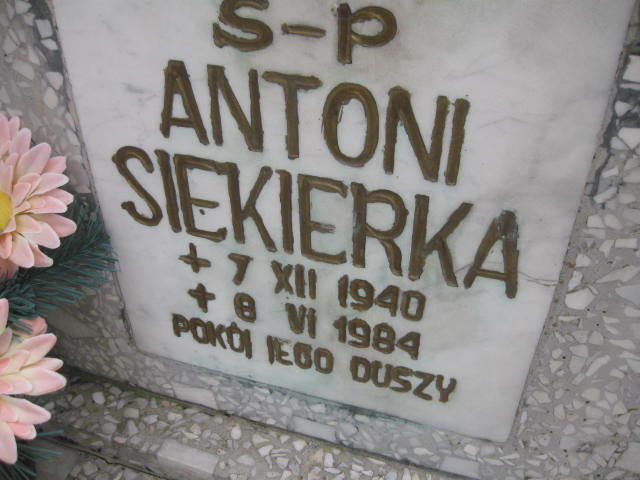 S-P
ANTONI
SIEKIERKA
+ 7 XII 1940
+ 8 VI 1984
POKÓJ JEGO DUSZY